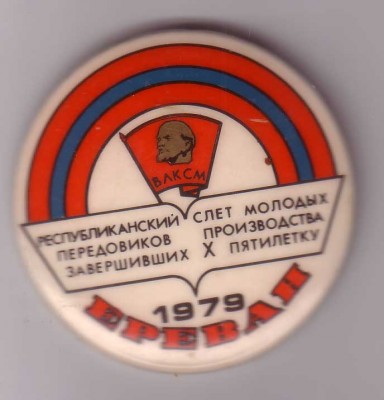 ВЛКСМ
РЕСПУБЛИКАНСКИЙ СЛЕТ МОЛОДЫХ
ПЕРЕДОВИКОВ ПРОИЗВОДСТВА
ЗАВЕРШИВШИХ X ПЯТИЛЕТКУ
1979
ЕРЕВАН